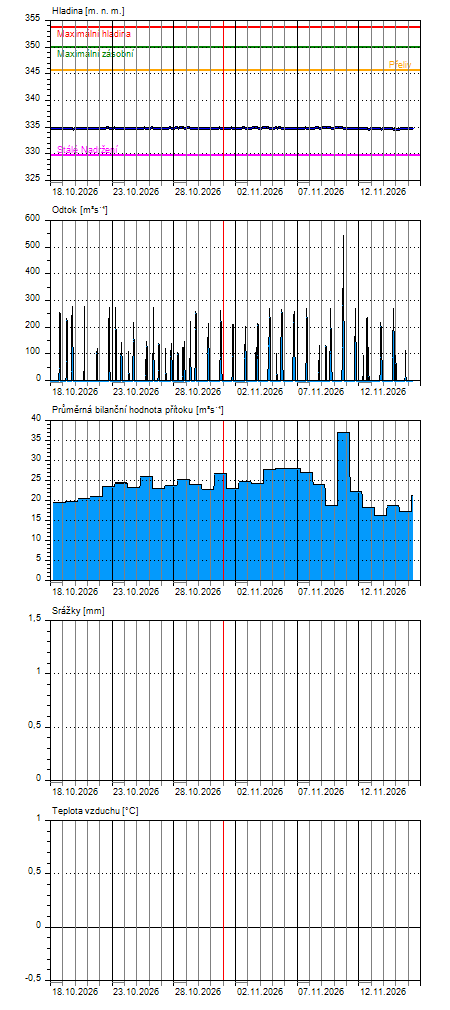 Hladina [m. n. m.]
355
Maximální hladina
350
Maximální zásobní
345
Přeliv
340
335
330
Stálé Nadržení
325
18.10.2026 23.10.2026 28.10.2026 02.11.2026 07.11.2026 12.11.2026
Odtok [m³s⁻¹]
600
500
400
300
200
100
0
18.10.2026 23.10.2026 28.10.2026 02.11.2026 07.11.2026 12.11.2026
Průměrná bilanční hodnota přítoku [m³s⁻¹]
40
35
30
25
20
15
10
5
0
18.10.2026 23.10.2026 28.10.2026 02.11.2026 07.11.2026 12.11.2026
Srážky [mm]
1,5
1
0,5
0
18.10.2026 23.10.2026 28.10.2026 02.11.2026 07.11.2026 12.11.2026
Teplota vzduchu [°C]
1
0,5
0
-0,5
18.10.2026 23.10.2026 28.10.2026 02.11.2026 07.11.2026 12.11.2026